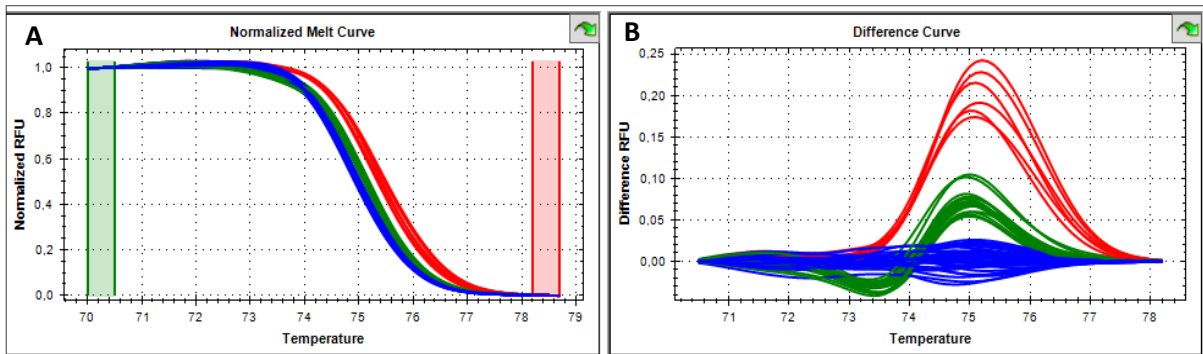 A
Normalized Melt Curve
Normalized RFU
1,0
0,8
0,6
0,4
0,2
0,0
70 71 72 73 74 75 76 77 78 79
Temperature
B
Difference Curve
Difference RFU
0,25
0,20
0,15
0,10
0,05
0,00
71 72 73 74 75 76 77 78
Temperature